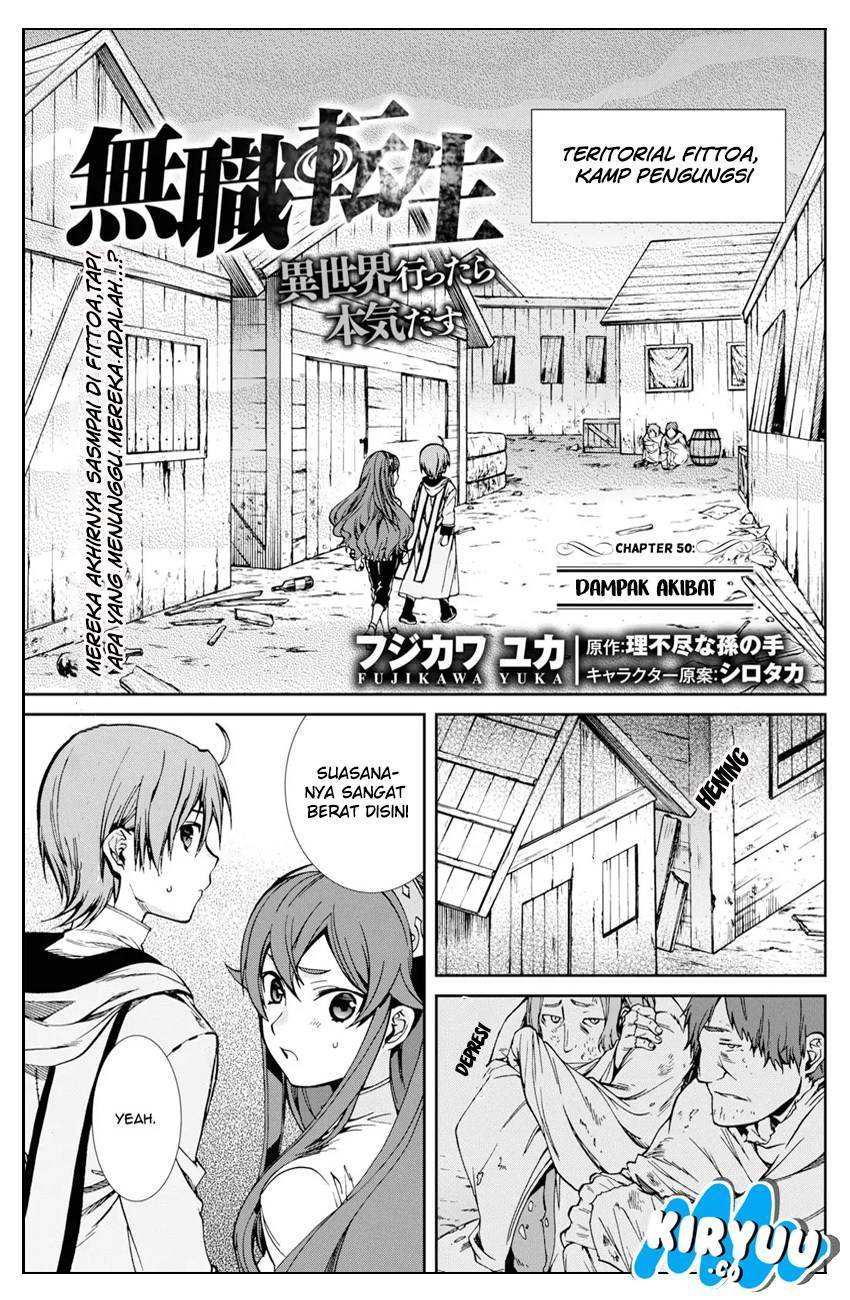 無職転生
異世界行ったら
本気だす
TERITORIAL FITTOA,
KAMP PENGUNGSI
MEREKA AKHIRNYA SASMPAI DI FITTOA,TAPI
APA YANG MENUNGGU MEREKA ADALAH...?
CHAPTER 50:
DAMPAK AKIBAT
フジカワ ユカ
FUJIKAWA YUKA
原作:理不尽な孫の手
キャラクター原案:シロタカ
SUASANA-
NYA SANGAT
BERAT DISINI
YEAH.
HENING
DEPRESI
KIRYUU
.CO